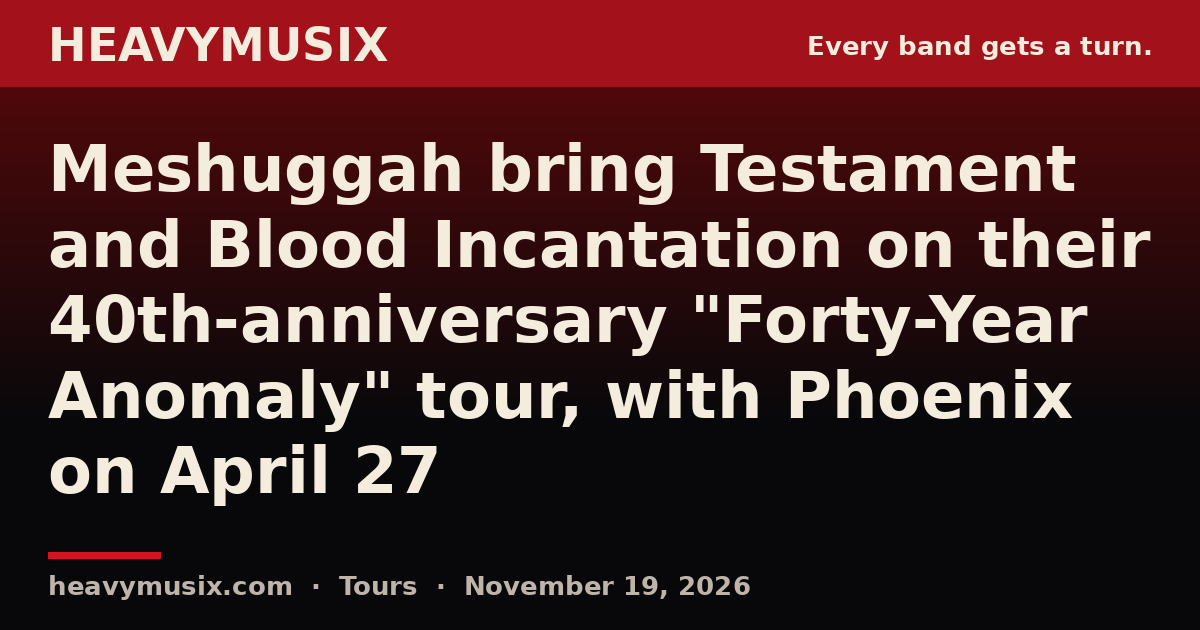 HEAVYMUSIX
Every band gets a turn.
Meshuggah bring Testament
and Blood Incantation on their
40th-anniversary "Forty-Year
Anomaly" tour, with Phoenix
on April 27
heavymusix.com · Tours · November 19, 2026